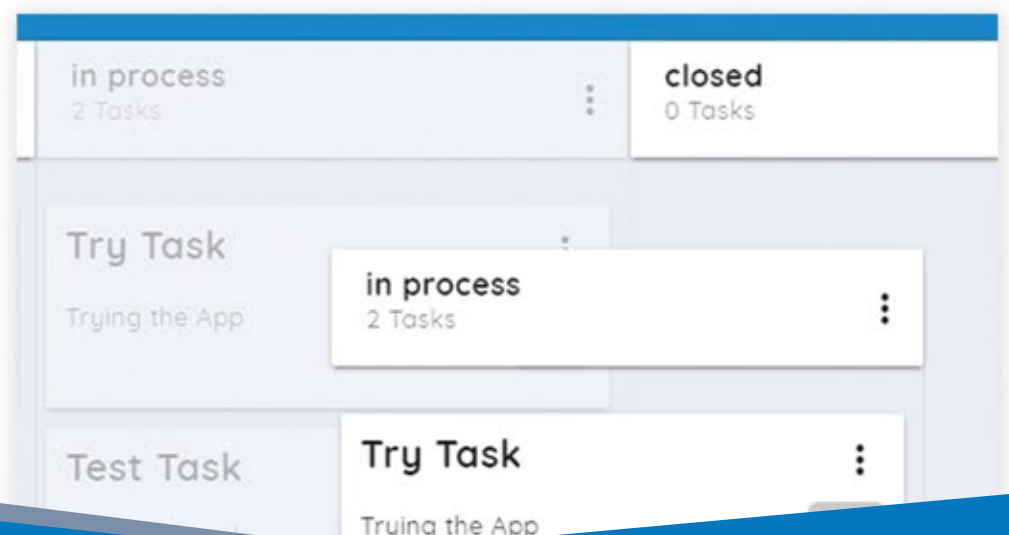 in process
2 Tasks
closed
0 Tasks
Try Task
Trying the App
in process
2 Tasks
Test Task
Try Task
Trying the App